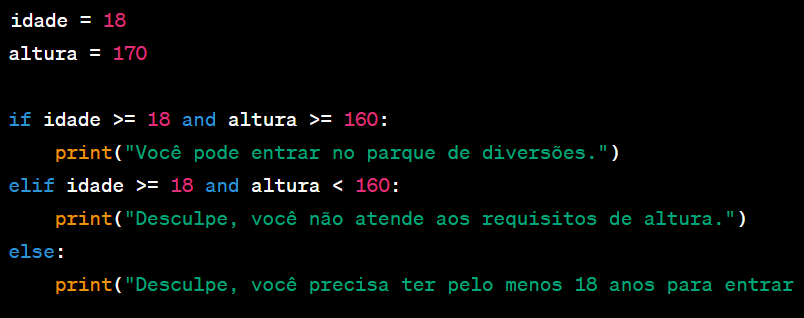 idade = 18
altura = 170
if idade >= 18 and altura >= 160:
    print("Você pode entrar no parque de diversões.")
elif idade >= 18 and altura < 160:
    print("Desculpe, você não atende aos requisitos de altura.")
else:
    print("Desculpe, você precisa ter pelo menos 18 anos para entrar